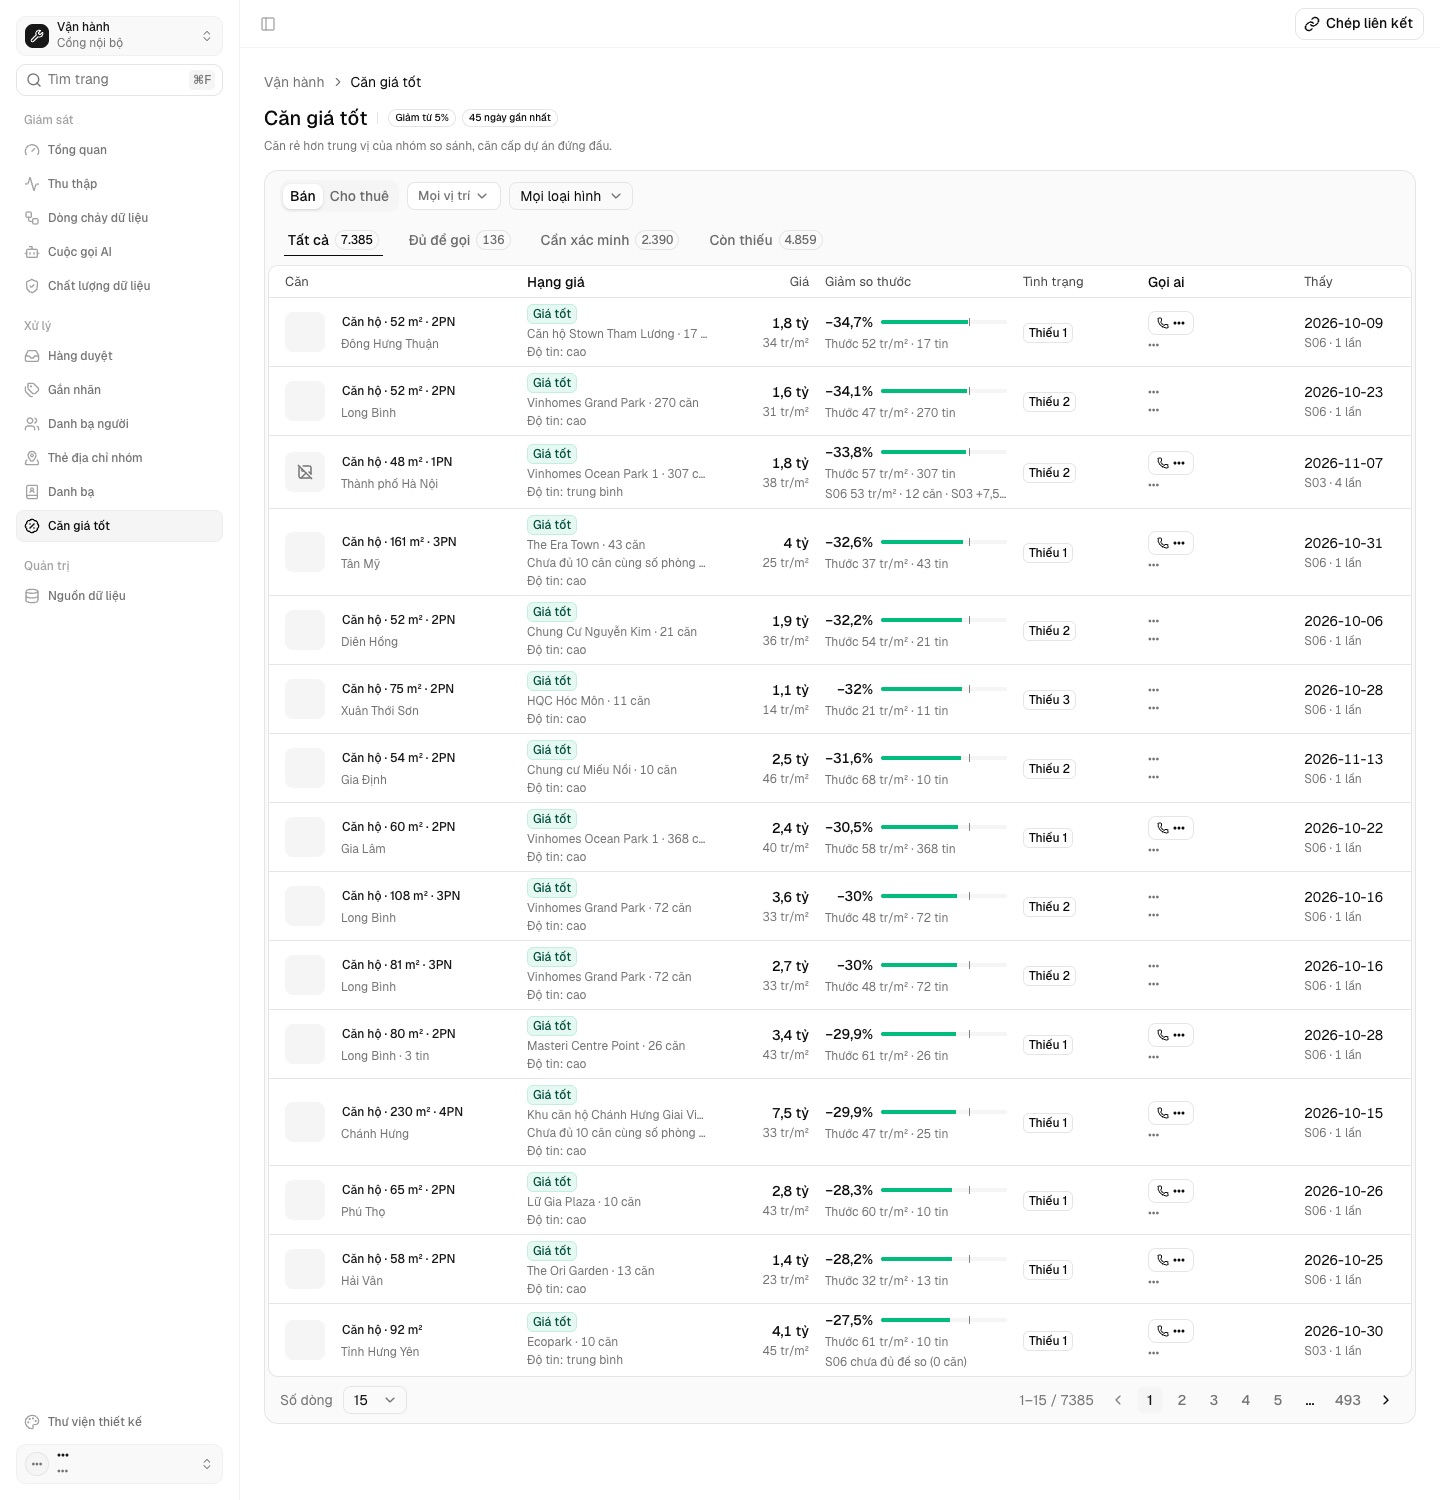 Vận hành
Cổng nội bộ
Tìm trang
⌘F
Giám sát
Tổng quan
Thu thập
Dòng chảy dữ liệu
Cuộc gọi AI
Chất lượng dữ liệu
Xử lý
Hàng duyệt
Gắn nhãn
Danh bạ người
Thẻ địa chỉ nhóm
Danh bạ
Căn giá tốt
Quản trị
Nguồn dữ liệu
Thư viện thiết kế
Chép liên kết
Vận hành > Căn giá tốt
Căn giá tốt Giảm từ 5% 45 ngày gần nhất
Căn rẻ hơn trung vị của nhóm so sánh, căn cấp dự án đứng đầu.
Bán Cho thuê Mọi vị trí Mọi loại hình
Tất cả 7.385 Đủ để gọi 136 Cần xác minh 2.390 Còn thiếu 4.859
Căn Hạng giá Giá Giảm so thước Tình trạng Gọi ai Thấy
Giá tốt
Căn hộ · 52 m² · 2PN 1,8 tỷ −34,7% 2026-10-09
Căn hộ Stown Tham Lương · 17 ... Thiếu 1
Đông Hưng Thuận 34 tr/m² Thước 52 tr/m² · 17 tin S06 · 1 lần
Độ tin: cao
Giá tốt
Căn hộ · 52 m² · 2PN 1,6 tỷ −34,1% 2026-10-23
Vinhomes Grand Park · 270 căn Thiếu 2
Long Bình 31 tr/m² Thước 47 tr/m² · 270 tin S06 · 1 lần
Độ tin: cao
Giá tốt −33,8%
Căn hộ · 48 m² · 1PN 1,8 tỷ 2026-11-07
Vinhomes Ocean Park 1 · 307 c... Thước 57 tr/m² · 307 tin Thiếu 2
Thành phố Hà Nội 38 tr/m² S03 · 4 lần
Độ tin: trung bình S06 53 tr/m² · 12 căn · S03 +7,5...
Giá tốt
Căn hộ · 161 m² · 3PN The Era Town · 43 căn 4 tỷ −32,6% 2026-10-31
Thiếu 1
Tân Mỹ Chưa đủ 10 căn cùng số phòng ... 25 tr/m² Thước 37 tr/m² · 43 tin S06 · 1 lần
Độ tin: cao
Giá tốt
Căn hộ · 52 m² · 2PN 1,9 tỷ −32,2% 2026-10-06
Chung Cư Nguyễn Kim · 21 căn Thiếu 2
Diên Hồng 36 tr/m² Thước 54 tr/m² · 21 tin S06 · 1 lần
Độ tin: cao
Giá tốt
Căn hộ · 75 m² · 2PN 1,1 tỷ −32% 2026-10-28
HQC Hóc Môn · 11 căn Thiếu 3
Xuân Thới Sơn 14 tr/m² Thước 21 tr/m² · 11 tin S06 · 1 lần
Độ tin: cao
Giá tốt
Căn hộ · 54 m² · 2PN 2,5 tỷ −31,6% 2026-11-13
Chung cư Miếu Nổi · 10 căn Thiếu 2
Gia Định 46 tr/m² Thước 68 tr/m² · 10 tin S06 · 1 lần
Độ tin: cao
Giá tốt
Căn hộ · 60 m² · 2PN 2,4 tỷ −30,5% 2026-10-22
Vinhomes Ocean Park 1 · 368 c... Thiếu 1
Gia Lâm 40 tr/m² Thước 58 tr/m² · 368 tin S06 · 1 lần
Độ tin: cao
Giá tốt
Căn hộ · 108 m² · 3PN 3,6 tỷ −30% 2026-10-16
Vinhomes Grand Park · 72 căn Thiếu 2
Long Bình 33 tr/m² Thước 48 tr/m² · 72 tin S06 · 1 lần
Độ tin: cao
Giá tốt
Căn hộ · 81 m² · 3PN 2,7 tỷ −30% 2026-10-16
Vinhomes Grand Park · 72 căn Thiếu 2
Long Bình 33 tr/m² Thước 48 tr/m² · 72 tin S06 · 1 lần
Độ tin: cao
Giá tốt
Căn hộ · 80 m² · 2PN 3,4 tỷ −29,9% 2026-10-28
Masteri Centre Point · 26 căn Thiếu 1
Long Bình · 3 tin 43 tr/m² Thước 61 tr/m² · 26 tin S06 · 1 lần
Độ tin: cao
Giá tốt
Căn hộ · 230 m² · 4PN Khu căn hộ Chánh Hưng Giai Vi... 7,5 tỷ −29,9% 2026-10-15
Thiếu 1
Chánh Hưng Chưa đủ 10 căn cùng số phòng ... 33 tr/m² Thước 47 tr/m² · 25 tin S06 · 1 lần
Độ tin: cao
Giá tốt
Căn hộ · 65 m² · 2PN 2,8 tỷ −28,3% 2026-10-26
Lữ Gia Plaza · 10 căn Thiếu 1
Phú Thọ 43 tr/m² Thước 60 tr/m² · 10 tin S06 · 1 lần
Độ tin: cao
Giá tốt
Căn hộ · 58 m² · 2PN 1,4 tỷ −28,2% 2026-10-25
The Ori Garden · 13 căn Thiếu 1
Hải Vân 23 tr/m² Thước 32 tr/m² · 13 tin S06 · 1 lần
Độ tin: cao
Giá tốt −27,5%
Căn hộ · 92 m² 4,1 tỷ 2026-10-30
Ecopark · 10 căn Thước 61 tr/m² · 10 tin Thiếu 1
Tỉnh Hưng Yên 45 tr/m² S03 · 1 lần
Độ tin: trung bình S06 chưa đủ để so (0 căn)
Số dòng 15 1–15 / 7385 1 2 3 4 5 ... 493